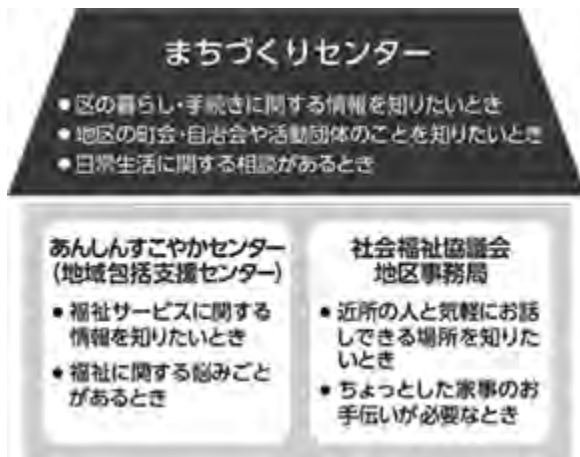 まちづくりセンター
● 区の暮らし・手続きに関する情報を知りたいとき
● 地区の町会・自治会や活動団体のことを知りたいとき
● 日常生活に関する相談があるとき
あんしんすこやかセンター
(地域包括支援センター)
● 福祉サービスに関する
情報を知りたいとき
● 福祉に関する悩みごと
があるとき
社会福祉協議会
地区事務局
● 近所の人と気軽にお話
しできる場所を知りた
いとき
● ちょっとした家事のお
手伝いが必要なとき